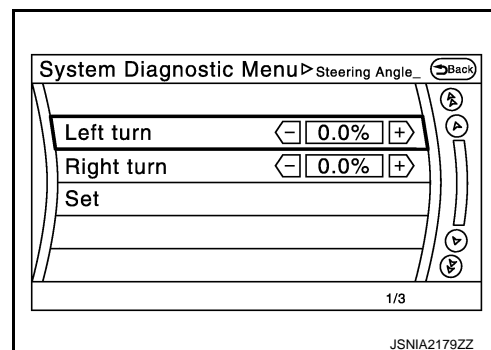 System Diagnostic Menu ▷ Steering Angle_ Back
Left turn − 0.0% +
Right turn − 0.0% +
Set
1/3
JSNIA2179ZZ